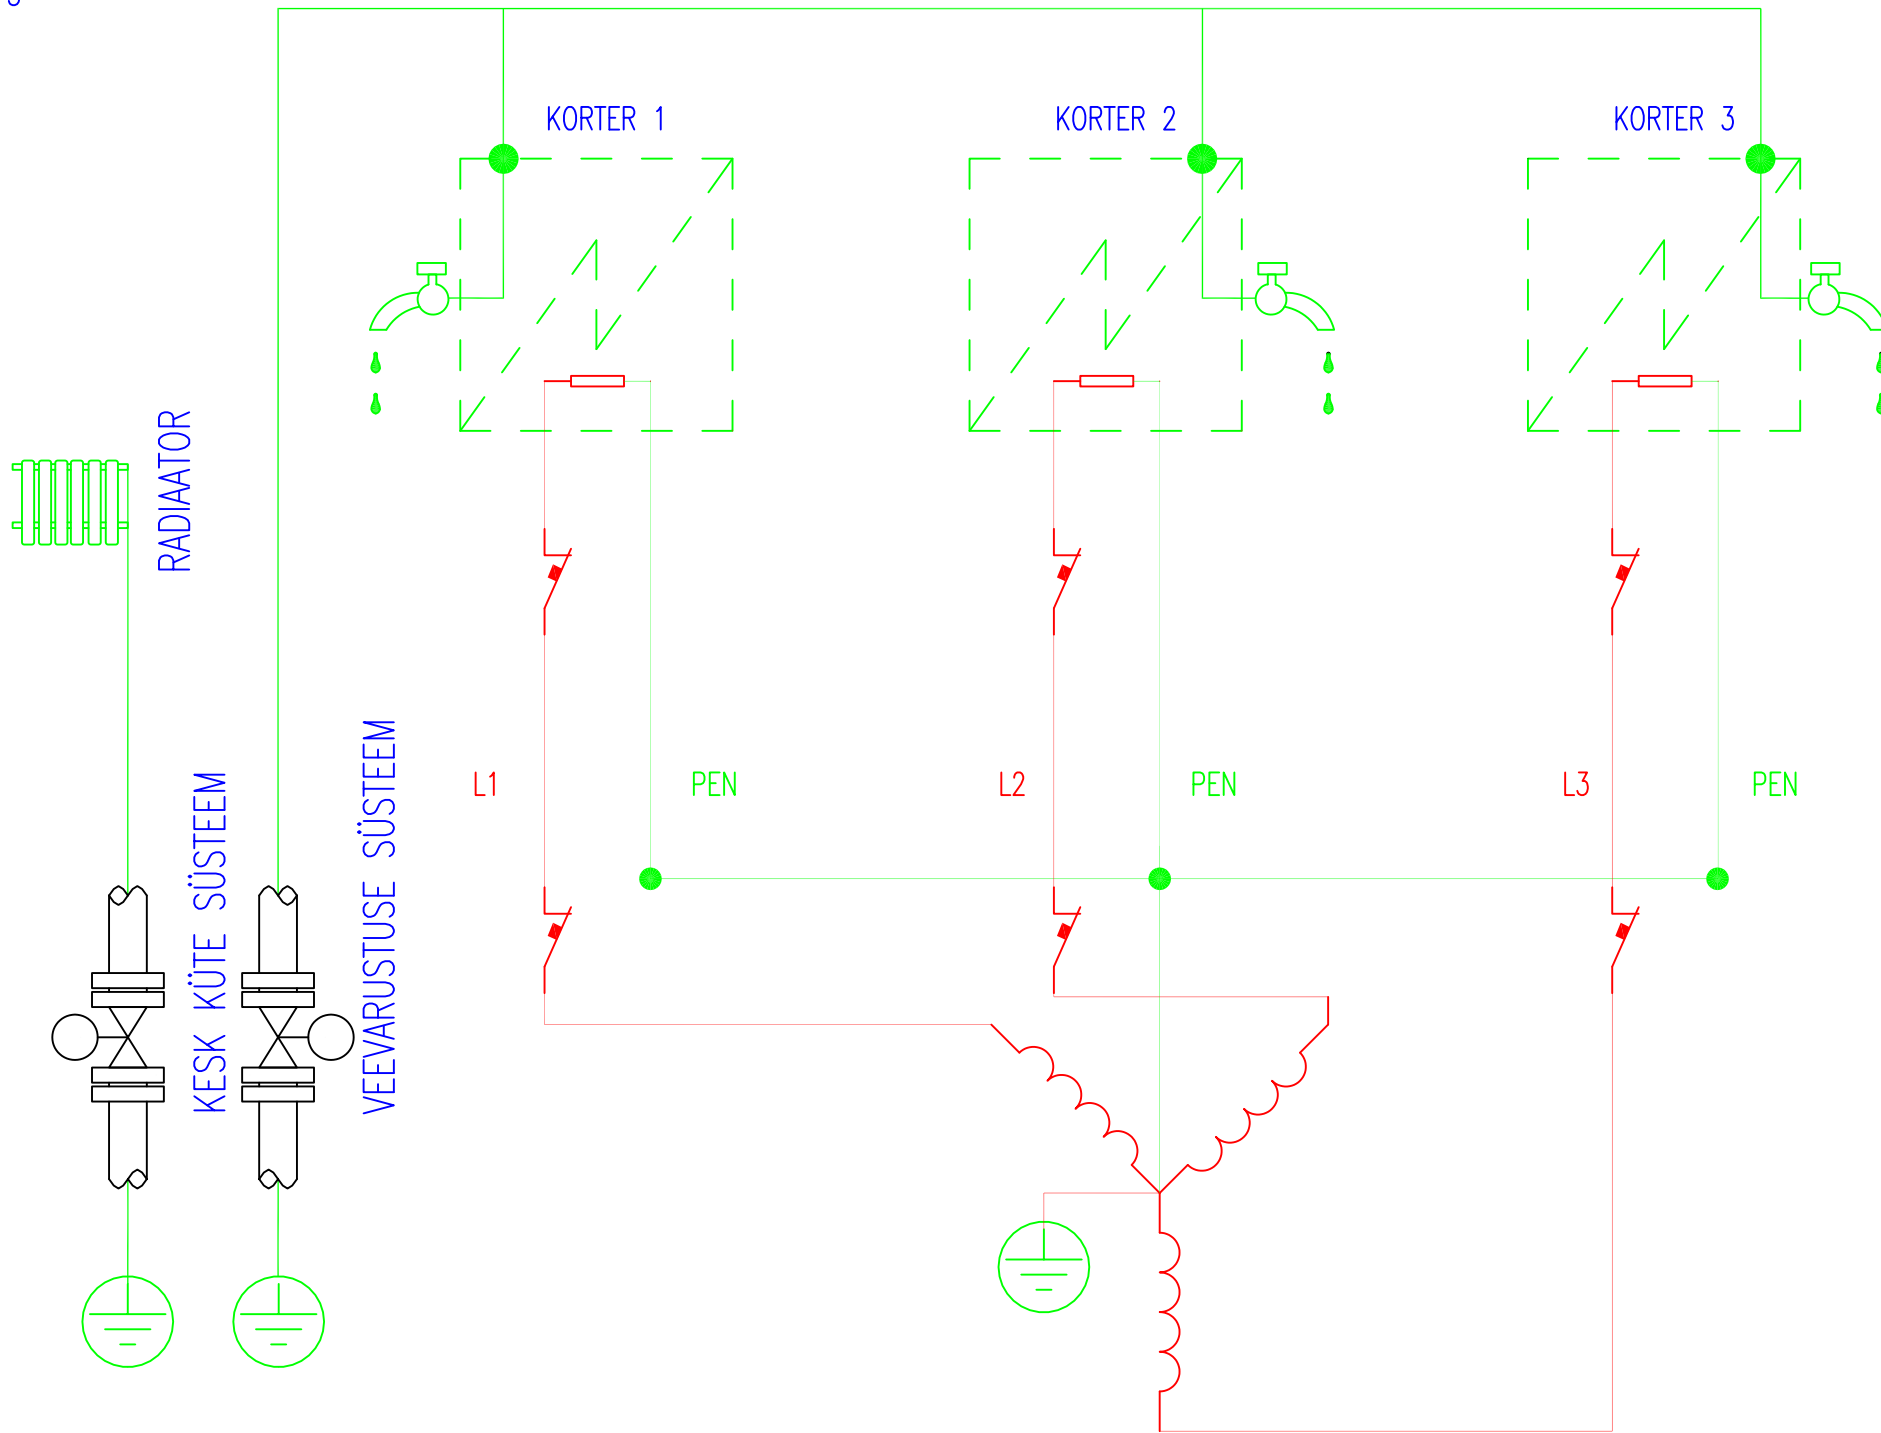 KORTER 1
KORTER 2
KORTER 3
RADIAATOR
KESK KÜTE SÜSTEEM
VEEVARUSTUSE SÜSTEEM
L1
PEN
L2
PEN
L3
PEN